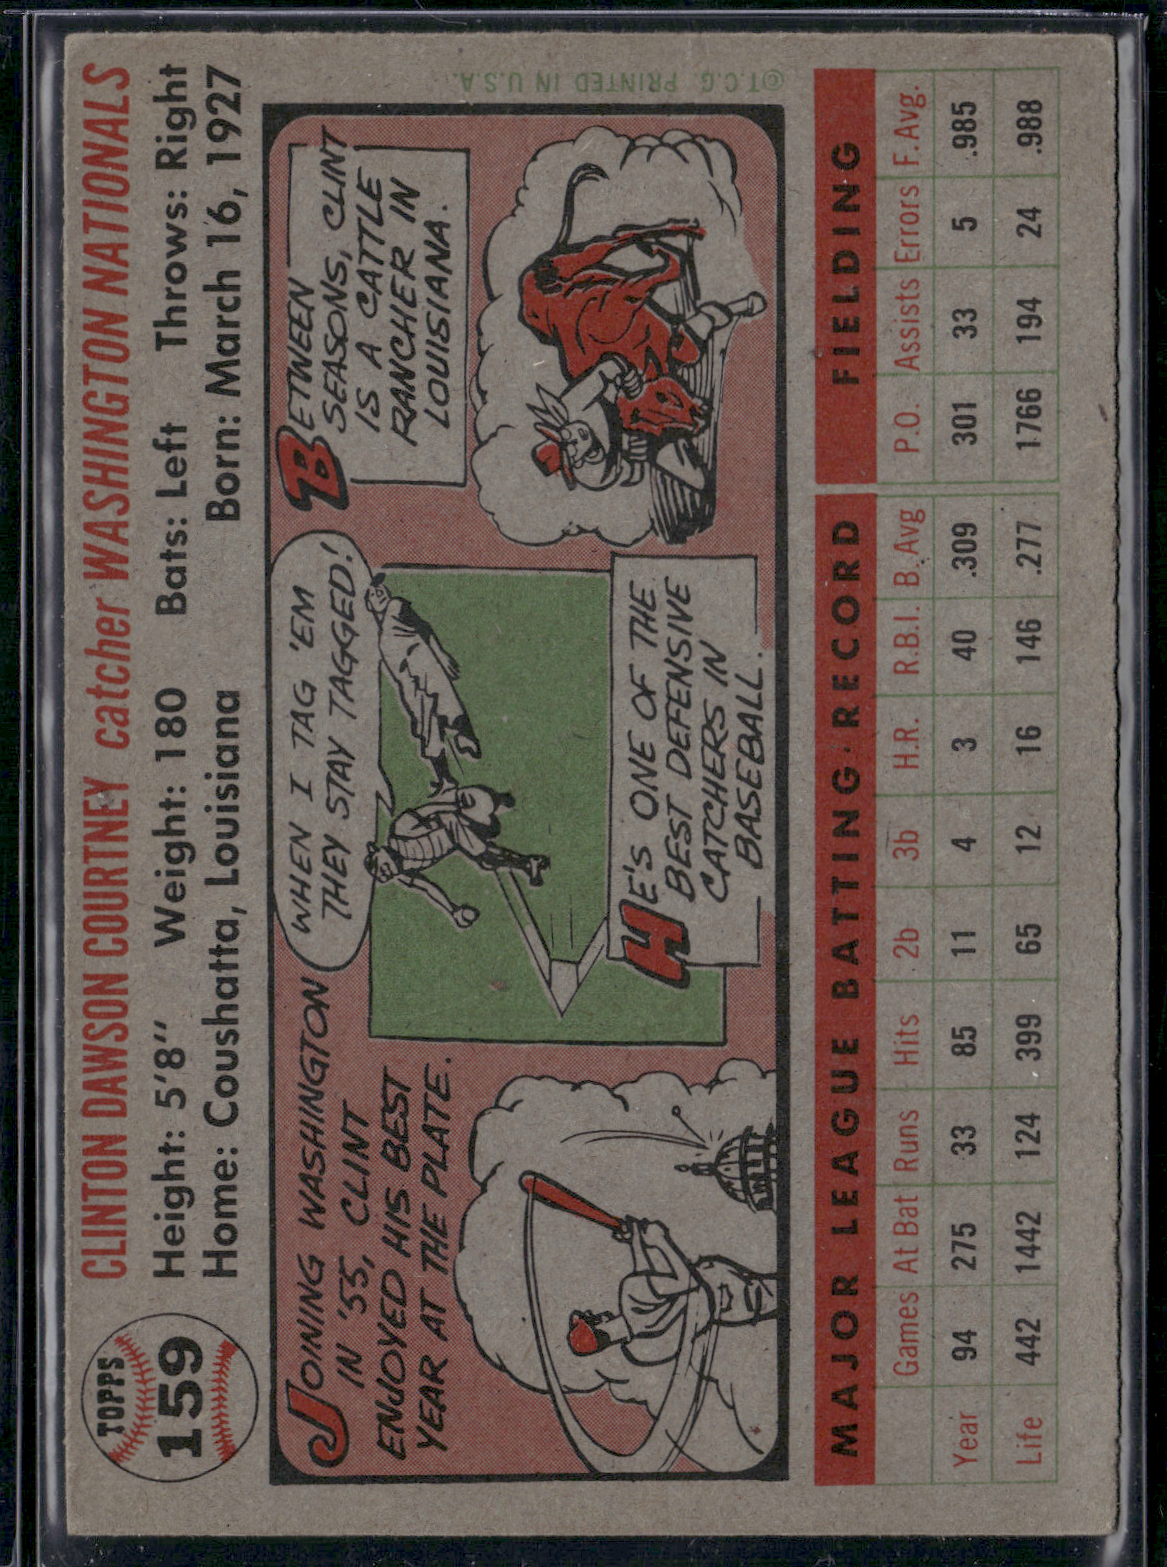 TOPPS
159
CLINTON DAWSON COURTNEY catcher WASHINGTON NATIONALS
Height: 5'8" Weight: 180 Bats: Left Throws: Right
Home: Coushatta, Louisiana Born: March 16, 1927
JOINING WASHINGTON
IN '55, CLINT
ENJOYED HIS BEST
YEAR AT THE PLATE.
WHEN I TAG 'EM
THEY STAY TAGGED!
HE'S ONE OF THE
BEST DEFENSIVE
CATCHERS IN
BASEBALL.
BETWEEN
SEASONS, CLINT
IS A CATTLE
RANCHER IN
LOUISIANA.
MAJOR LEAGUE BATTING RECORD FIELDING
Games At Bat Runs Hits 2b 3b H.R. R.B.I. B.Avg P.O. Assists Errors F.Avg.
Year 94 275 33 85 11 4 3 40 .309 301 33 5 .985
Life 442 1442 124 399 65 12 16 146 .277 1766 194 24 .988
©T.C.G. PRINTED IN U.S.A.